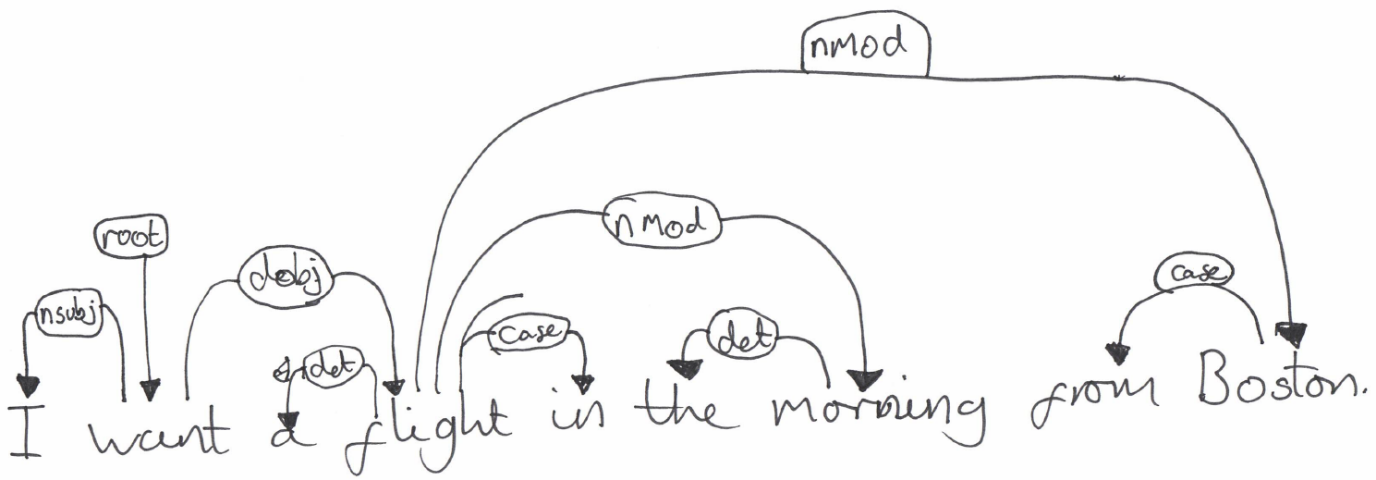 nmod
nmod
root
dobj
case
nsubj
case
det
det
I want a flight in the morning from Boston.